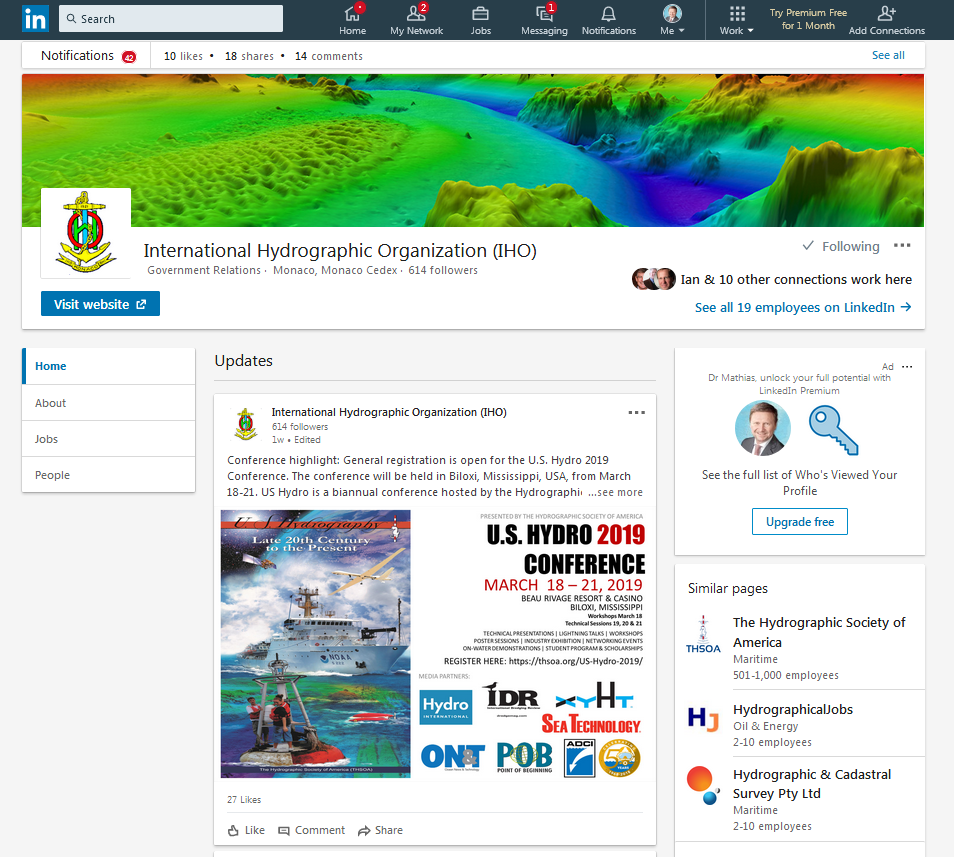 in
Search
2
1
Home
My Network
Jobs
Messaging
Notifications
Me
Work
Try Premium Free
for 1 Month
Add Connections
Notifications 42
10 likes • 18 shares • 14 comments
See all
International Hydrographic Organization (IHO)
Government Relations · Monaco, Monaco Cedex · 614 followers
Following
Ian & 10 other connections work here
Visit website
See all 19 employees on LinkedIn
Home
About
Jobs
People
Updates
International Hydrographic Organization (IHO)
614 followers
1w • Edited
Conference highlight: General registration is open for the U.S. Hydro 2019
Conference. The conference will be held in Biloxi, Mississippi, USA, from March
18-21. US Hydro is a biannual conference hosted by the Hydrographi ...see more
U S Hydrography
Late 20th Century
to the Present
NOAA
The Hydrographic Society of America (THSOA)
PRESENTED BY THE HYDROGRAPHIC SOCIETY OF AMERICA
U.S. HYDRO 2019
CONFERENCE
MARCH 18 – 21, 2019
BEAU RIVAGE RESORT & CASINO
BILOXI, MISSISSIPPI
Workshops March 18
Technical Sessions 19, 20 & 21
TECHNICAL PRESENTATIONS | LIGHTNING TALKS | WORKSHOPS
POSTER SESSIONS | INDUSTRY EXHIBITION | NETWORKING EVENTS
ON-WATER DEMONSTRATIONS | STUDENT PROGRAM & SCHOLARSHIPS
REGISTER HERE: https://thsoa.org/US-Hydro-2019/
MEDIA PARTNERS:
Hydro
INTERNATIONAL
IDR
International Dredging Review
XYHT
SEA TECHNOLOGY
ON&T
POB
POINT OF BEGINNING
ADCI
50
YEARS
27 Likes
Like
Comment
Share
Ad
Dr Mathias, unlock your full potential with
LinkedIn Premium
See the full list of Who's Viewed Your
Profile
Upgrade free
Similar pages
THSOA
The Hydrographic Society of
America
Maritime
501-1,000 employees
HJ
HydrographicalJobs
Oil & Energy
2-10 employees
Hydrographic & Cadastral
Survey Pty Ltd
Maritime
2-10 employees